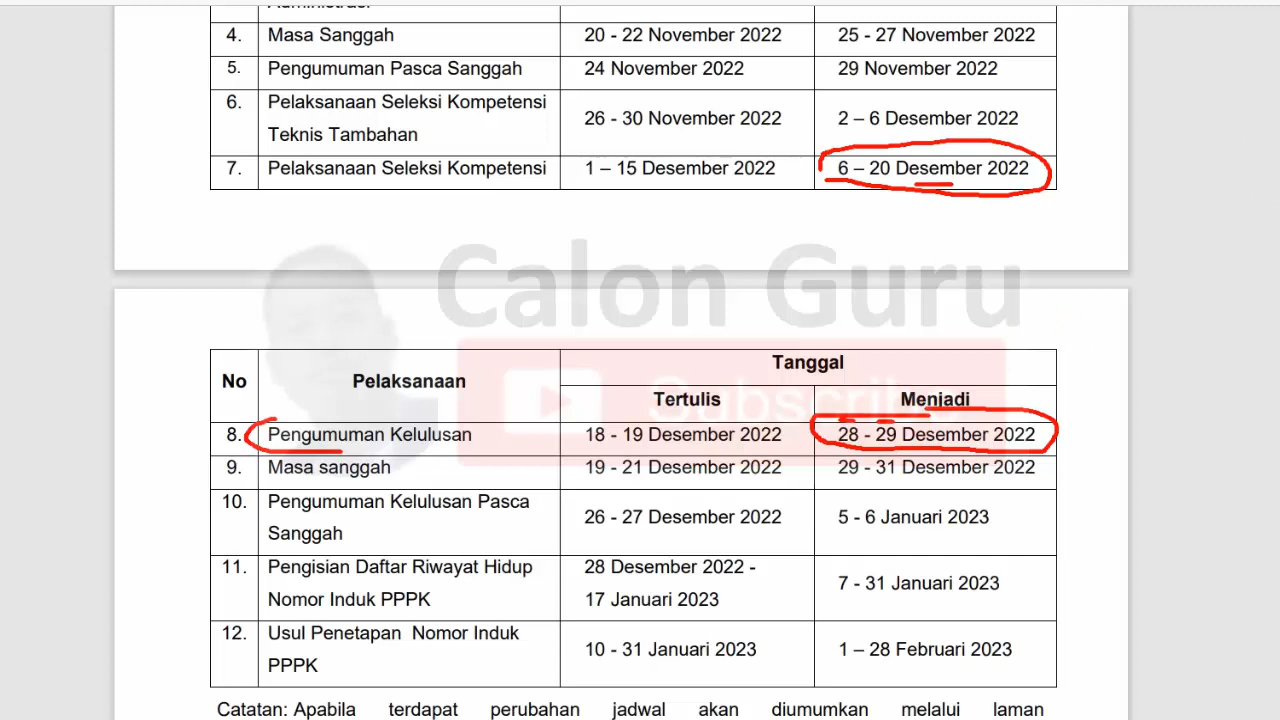 Administrasi
4. Masa Sanggah 20 - 22 November 2022 25 - 27 November 2022
5. Pengumuman Pasca Sanggah 24 November 2022 29 November 2022
6. Pelaksanaan Seleksi Kompetensi
Teknis Tambahan 26 - 30 November 2022 2 – 6 Desember 2022
7. Pelaksanaan Seleksi Kompetensi 1 – 15 Desember 2022 6 – 20 Desember 2022
Calon Guru
Subscribe
No Pelaksanaan Tanggal
Tertulis Menjadi
8. Pengumuman Kelulusan 18 - 19 Desember 2022 28 - 29 Desember 2022
9. Masa sanggah 19 - 21 Desember 2022 29 - 31 Desember 2022
10. Pengumuman Kelulusan Pasca
Sanggah 26 - 27 Desember 2022 5 - 6 Januari 2023
11. Pengisian Daftar Riwayat Hidup 28 Desember 2022 -
Nomor Induk PPPK 17 Januari 2023 7 - 31 Januari 2023
12. Usul Penetapan Nomor Induk
PPPK 10 - 31 Januari 2023 1 – 28 Februari 2023
Catatan: Apabila terdapat perubahan jadwal akan diumumkan melalui laman